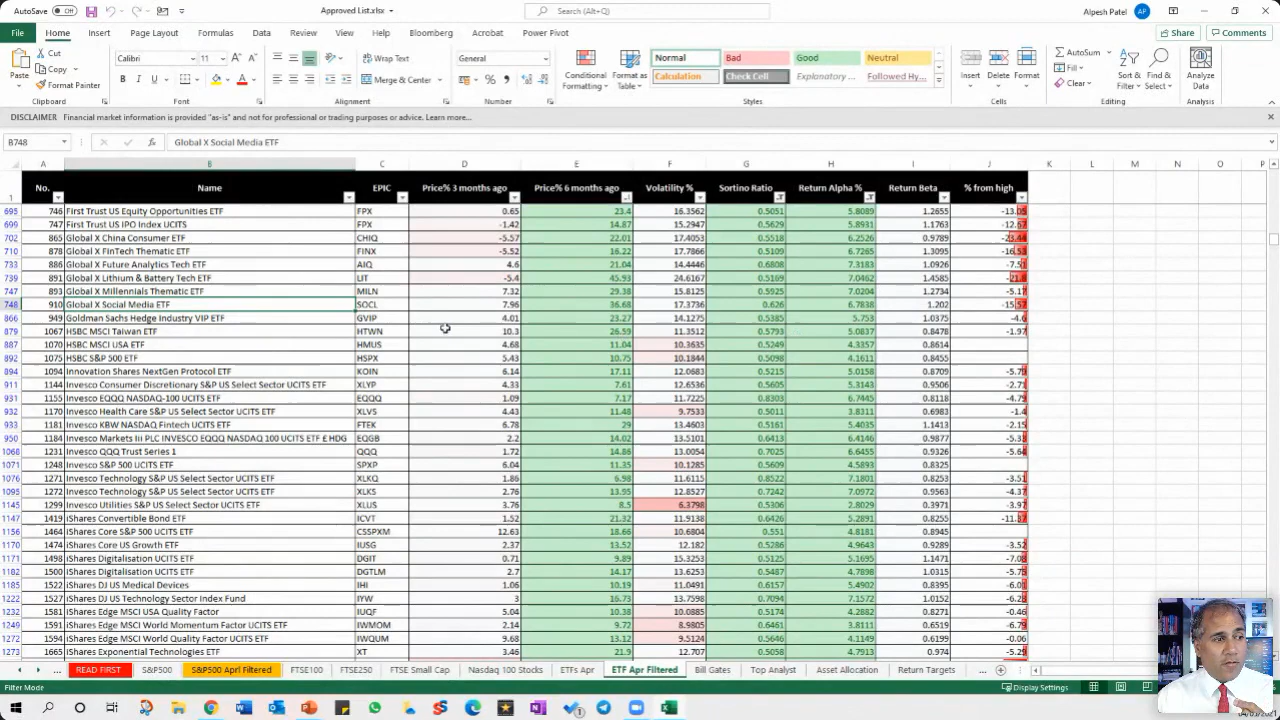 AutoSave Off Approved List.xlsx Search (Alt+Q) Alpesh Patel AP
File Home Insert Page Layout Formulas Data Review View Help Bloomberg Acrobat Power Pivot Share Comments
Cut Calibri 11 Wrap Text General Normal Bad Good Neutral AutoSum
Copy Fill
Paste Format Painter B I U Merge & Center Conditional Formatting Format as Table Calculation Check Cell Explanatory ... Followed Hy... Insert Delete Format Clear Sort & Filter Find & Select Analyze Data
Clipboard Font Alignment Number Styles Cells Editing Analysis
DISCLAIMER Financial market information is provided "as-is" and not for professional or trading purposes or advice. Learn more...
B748 fx Global X Social Media ETF
A B C D E F G H I J K L M N O P
1 No. Name EPIC Price% 3 months ago Price% 6 months ago Volatility % Sortino Ratio Return Alpha % Return Beta % from high
695 746 First Trust US Equity Opportunities ETF FPX 0.65 23.4 16.3562 0.5051 5.8089 1.2655
699 747 First Trust US IPO Index UCITS FPX -1.42 14.87 15.2947 0.5629 5.8931 1.1763
702 865 Global X China Consumer ETF CHIQ -5.57 22.01 17.4053 0.5518 6.2526 0.9789
710 878 Global X FinTech Thematic ETF FINX -5.52 16.22 17.7866 0.5109 6.7265 1.3095
733 886 Global X Future Analytics Tech ETF AIQ 4.6 21.04 14.4446 0.6808 7.3183 1.0926
739 891 Global X Lithium & Battery Tech ETF LIT -5.4 45.93 24.6167 0.5169 7.0462 1.4585
747 893 Global X Millennials Thematic ETF MILN 7.32 29.38 15.8125 0.5925 7.0204 1.2734
748 910 Global X Social Media ETF SOCL 7.96 36.68 17.3736 0.626 6.7838 1.202
866 949 Goldman Sachs Hedge Industry VIP ETF GVIP 4.01 23.27 14.1275 0.5385 5.753 1.0375 -4.6
879 1067 HSBC MSCI Taiwan ETF HTWN 10.3 26.59 11.3512 0.5793 5.0837 0.8478 -1.97
887 1070 HSBC MSCI USA ETF HMUS 4.68 11.04 10.3635 0.5249 4.3357 0.8614
892 1075 HSBC S&P 500 ETF HSPX 5.43 10.75 10.1844 0.5098 4.1611 0.8455
894 1094 Innovation Shares NextGen Protocol ETF KOIN 6.14 17.11 12.0683 0.5215 5.0158 0.8709
911 1144 Invesco Consumer Discretionary S&P US Select Sector UCITS ETF XLYP 4.33 7.61 12.6536 0.5605 5.3143 0.9506
931 1155 Invesco EQQQ NASDAQ-100 UCITS ETF EQQQ 1.09 7.17 11.7225 0.8303 6.7445 0.8118
932 1170 Invesco Health Care S&P US Select Sector UCITS ETF XLVS 4.43 11.48 9.7533 0.5011 3.8311 0.6983 -1.4
933 1181 Invesco KBW NASDAQ Fintech UCITS ETF FTEK 6.78 29 13.4603 0.5421 5.4035 1.1413
950 1184 Invesco Markets III PLC INVESCO EQQQ NASDAQ 100 UCITS ETF £ HDG EQGB 2.2 14.02 13.5101 0.6413 6.4146 0.9877
1068 1231 Invesco QQQ Trust Series 1 QQQ 1.72 14.86 13.0054 0.7025 6.6455 0.9326
1071 1248 Invesco S&P 500 UCITS ETF SPXP 6.04 11.35 10.1285 0.5609 4.5893 0.8325
1076 1271 Invesco Technology S&P US Select Sector UCITS ETF XLKQ 1.86 6.98 11.6115 0.8522 7.1801 0.8253
1095 1272 Invesco Technology S&P US Select Sector UCITS ETF XLKS 2.76 13.95 12.8527 0.7242 7.0972 0.9563
1145 1299 Invesco Utilities S&P US Select Sector UCITS ETF XLUS 3.76 8.5 6.3798 0.5306 2.8029 0.3971
1147 1419 iShares Convertible Bond ETF ICVT 1.52 21.32 11.9138 0.6426 5.2891 0.8255
1156 1464 iShares Core S&P 500 UCITS ETF CSSPXM 12.63 18.66 10.6804 0.551 4.8181 0.8945
1170 1474 iShares Core US Growth ETF IUSG 2.37 13.52 12.182 0.5286 4.9643 0.9289
1171 1498 iShares Digitalisation UCITS ETF DGIT 0.71 9.89 15.3253 0.5125 5.1695 1.1471
1182 1500 iShares Digitalisation UCITS ETF DGTLM 2.7 14.17 13.6253 0.5487 4.7898 1.0315
1185 1522 iShares DJ US Medical Devices IHI 1.06 10.19 11.0491 0.6157 5.4902 0.8395
1222 1527 iShares DJ US Technology Sector Index Fund IYW 3 16.73 13.7598 0.7094 7.1572 1.0152
1232 1581 iShares Edge MSCI USA Quality Factor IUQF 5.04 10.38 10.0885 0.5174 4.2882 0.8271 -0.46
1249 1591 iShares Edge MSCI World Momentum Factor UCITS ETF IWMOM 2.14 9.72 8.9805 0.6461 3.8111 0.6519
1272 1594 iShares Edge MSCI World Quality Factor UCITS ETF IWQUM 9.68 13.12 9.5124 0.5646 4.1149 0.6199 -0.06
1273 1665 iShares Exponential Technologies ETF XT 3.46 21.9 12.707 0.5058 4.7913 0.974
... READ FIRST S&P500 S&P500 Aprl Filtered FTSE100 FTSE250 FTSE Small Cap Nasdaq 100 Stocks ETFs Apr ETF Apr Filtered Bill Gates Top Analyst Asset Allocation Return Targets ...
Filter Mode Display Settings